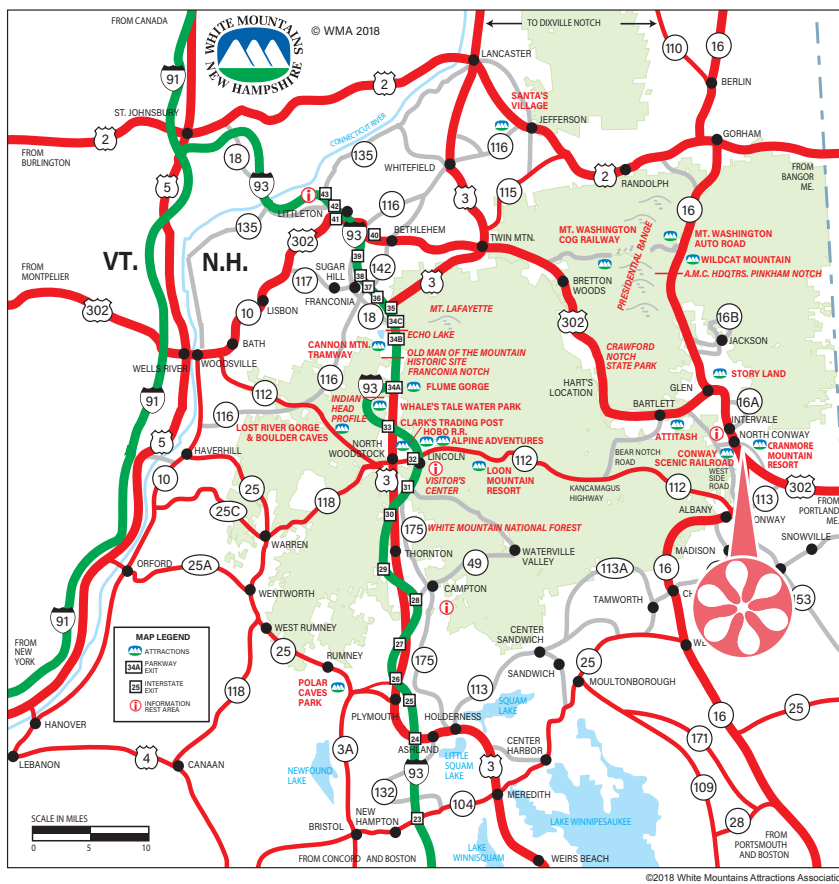 FROM CANADA
WHITE MOUNTAINS
NEW HAMPSHIRE
© WMA 2018
TO DIXVILLE NOTCH
91
93
2
110
16
LANCASTER
BERLIN
SANTA'S
VILLAGE
JEFFERSON
ST. JOHNSBURY
CONNECTICUT RIVER
GORHAM
2
FROM
BURLINGTON
5
18
93
135
WHITEFIELD
116
115
2
RANDOLPH
FROM
BANGOR
ME.
43
42
41
LITTLETON
135
302
116
3
40
BETHLEHEM
93
TWIN MTN.
16
MT. WASHINGTON
COG RAILWAY
PRESIDENTIAL RANGE
MT. WASHINGTON
AUTO ROAD
WILDCAT MOUNTAIN
A.M.C. HDQTRS. PINKHAM NOTCH
VT.
N.H.
FROM
MONTPELIER
302
SUGAR
HILL
39
38
37
36
142
117
FRANCONIA
3
BRETTON
WOODS
10
LISBON
18
35
34C
34B
MT. LAFAYETTE
ECHO LAKE
302
16B
JACKSON
BATH
CANNON MTN.
TRAMWAY
OLD MAN OF THE MOUNTAIN
HISTORIC SITE
FRANCONIA NOTCH
CRAWFORD
NOTCH
STATE PARK
WELLS RIVER
WOODSVILLE
91
112
116
93
34A
FLUME GORGE
HART'S
LOCATION
GLEN
STORY LAND
INDIAN
HEAD
PROFILE
WHALE'S TALE WATER PARK
BARTLETT
16A
INTERVALE
116
5
LOST RIVER GORGE
& BOULDER CAVES
33
CLARK'S TRADING POST
HOBO R.R.
ALPINE ADVENTURES
ATTITASH
NORTH CONWAY
CRANMORE
MOUNTAIN
RESORT
HAVERHILL
NORTH
WOODSTOCK
32
LINCOLN
VISITOR'S
CENTER
LOON
MOUNTAIN
RESORT
112
BEAR NOTCH
ROAD
CONWAY
SCENIC RAILROAD
WEST
SIDE
ROAD
10
25
3
31
KANCAMAGUS
HIGHWAY
112
113
302
25C
118
30
175
WHITE MOUNTAIN NATIONAL FOREST
ALBANY
ONWAY
FROM
PORTLAND
ME.
WARREN
THORNTON
WATERVILLE
VALLEY
MADISON
SNOWVILLE
ORFORD
25A
29
49
113A
16
WENTWORTH
28
CAMPTON
TAMWORTH
CH
153
91
FROM
NEW
YORK
WEST RUMNEY
MAP LEGEND
ATTRACTIONS
34A
PARKWAY
EXIT
25
INTERSTATE
EXIT
INFORMATION
REST AREA
25
27
CENTER
SANDWICH
WE
RUMNEY
175
SANDWICH
25
118
POLAR
CAVES
PARK
26
25
113
MOULTONBOROUGH
SQUAM
LAKE
PLYMOUTH
HANOVER
HOLDERNESS
16
25
LEBANON
4
CANAAN
3A
24
ASHLAND
LITTLE
SQUAM
LAKE
CENTER
HARBOR
171
NEWFOUND
LAKE
93
3
132
104
MEREDITH
109
SCALE IN MILES
0
5
10
NEW
HAMPTON
23
LAKE WINNIPESAUKEE
28
BRISTOL
LAKE
WINNISQUAM
FROM
PORTSMOUTH
AND BOSTON
FROM CONCORD
AND BOSTON
WEIRS BEACH
©2018 White Mountains Attractions Associatio